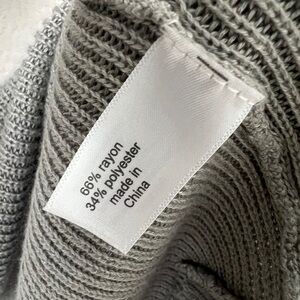 66% rayon
34% polyester
made in
China